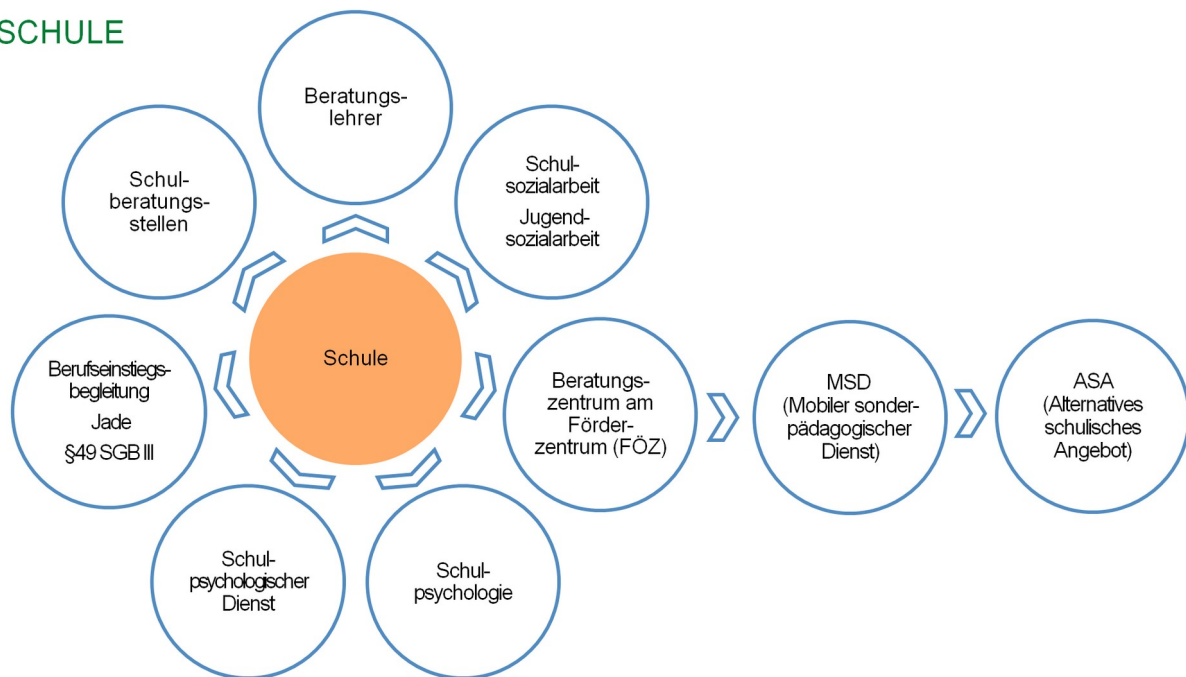 SCHULE
Beratungs-
lehrer
Schul-
sozialarbeit
Jugend-
sozialarbeit
Schul-
beratungs-
stellen
Schule
Berufseinstiegs-
begleitung
Jade
§49 SGB III
Beratungs-
zentrum am
Förder-
zentrum (FÖZ)
MSD
(Mobiler sonder-
pädagogischer
Dienst)
ASA
(Alternatives
schulisches
Angebot)
Schul-
psychologischer
Dienst
Schul-
psychologie